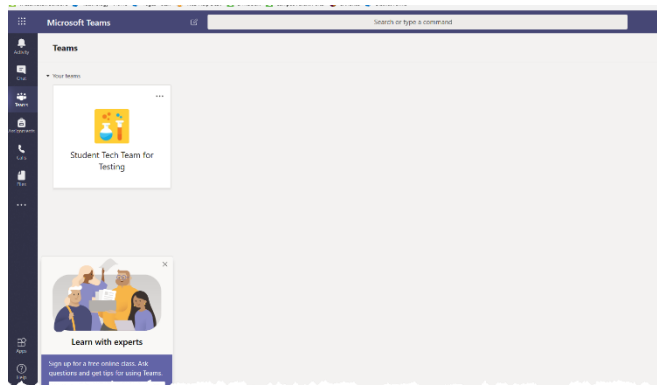 Microsoft Teams
Search or type a command
Activity
Teams
Chat
Your teams
Teams
Student Tech Team for
Testing
Assignments
Calls
Files
Learn with experts
Sign up for a free online class. Ask
questions and get tips for using Teams.
Apps
Help